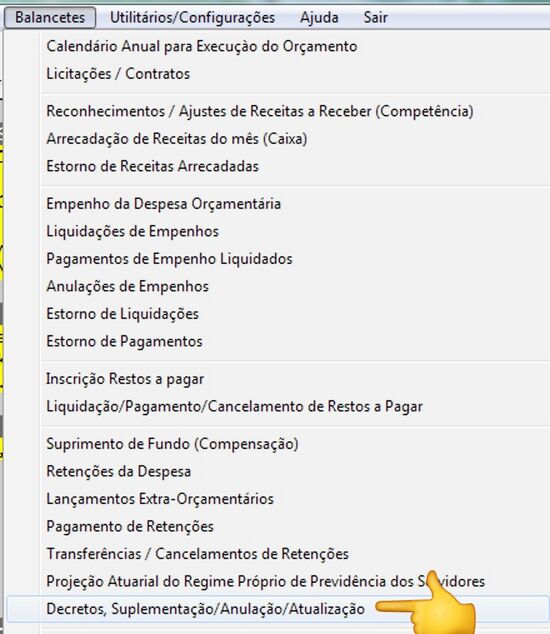 Balancetes Utilitários/Configurações Ajuda Sair
Calendário Anual para Execuçào do Orçamento
Licitações / Contratos
Reconhecimentos / Ajustes de Receitas a Receber (Competência)
Arrecadação de Receitas do mês (Caixa)
Estorno de Receitas Arrecadadas
Empenho da Despesa Orçamentária
Liquidações de Empenhos
Pagamentos de Empenho Liquidados
Anulações de Empenhos
Estorno de Liquidações
Estorno de Pagamentos
Inscrição Restos a pagar
Liquidação/Pagamento/Cancelamento de Restos a Pagar
Suprimento de Fundo (Compensação)
Retenções da Despesa
Lançamentos Extra-Orçamentários
Pagamento de Retenções
Transferências / Cancelamentos de Retenções
Projeção Atuarial do Regime Próprio de Previdência dos Servidores
Decretos, Suplementação/Anulação/Atualização